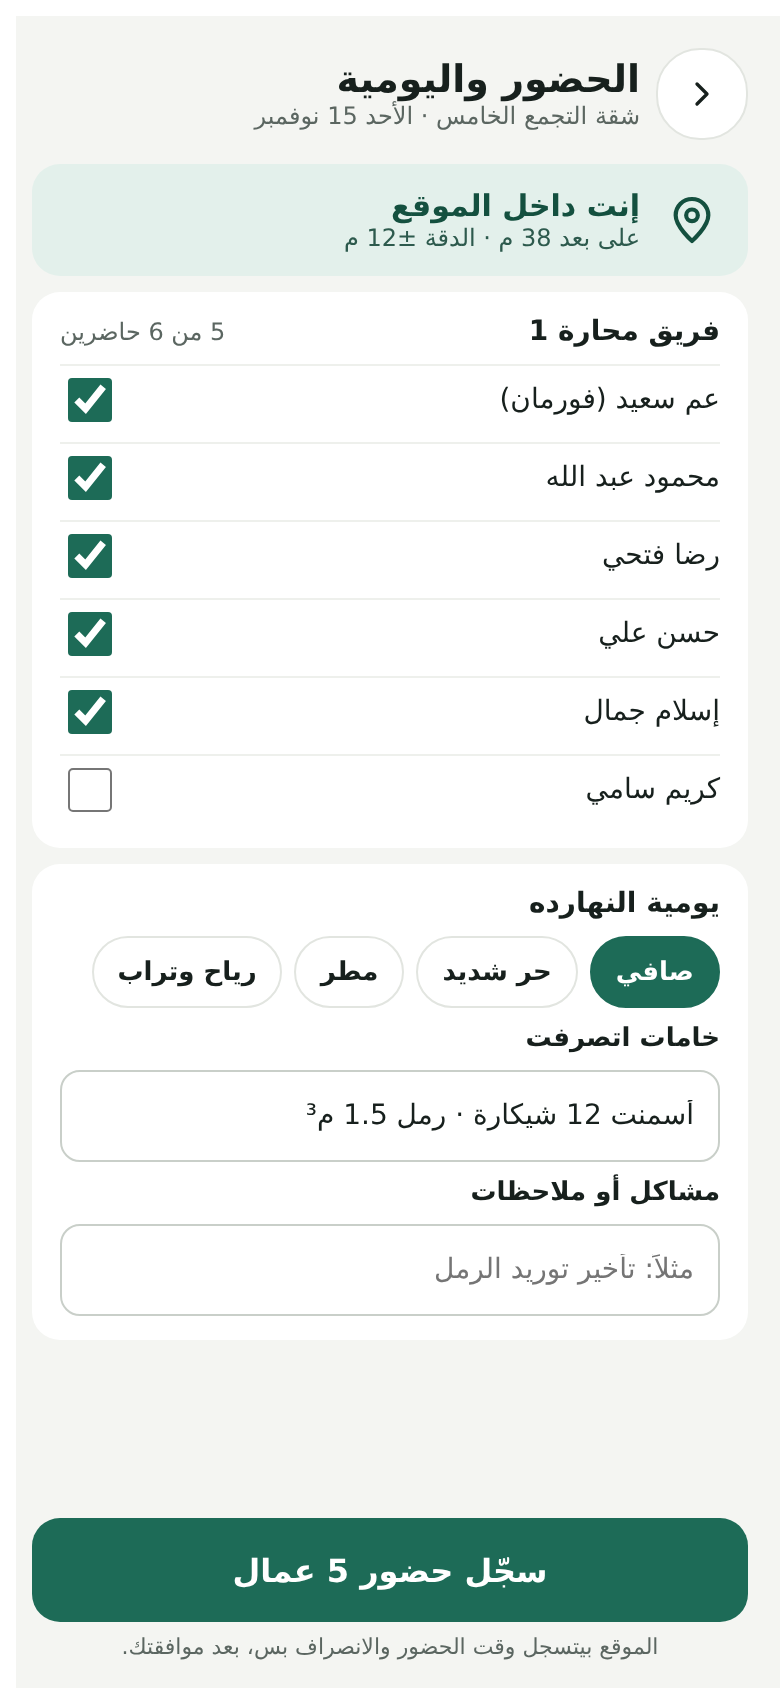 الحضور واليومية
شقة التجمع الخامس · الأحد 15 نوفمبر
إنت داخل الموقع
على بعد 38 م · الدقة ±12 م
فريق محارة 1
5 من 6 حاضرين
عم سعيد (فورمان)
محمود عبد الله
رضا فتحي
حسن علي
إسلام جمال
كريم سامي
يومية النهارده
صافي
حر شديد
مطر
رياح وتراب
خامات اتصرفت
أسمنت 12 شيكارة · رمل 1.5 م³
مشاكل أو ملاحظات
مثلاً: تأخير توريد الرمل
سجّل حضور 5 عمال
الموقع بيتسجل وقت الحضور والانصراف بس، بعد موافقتك.